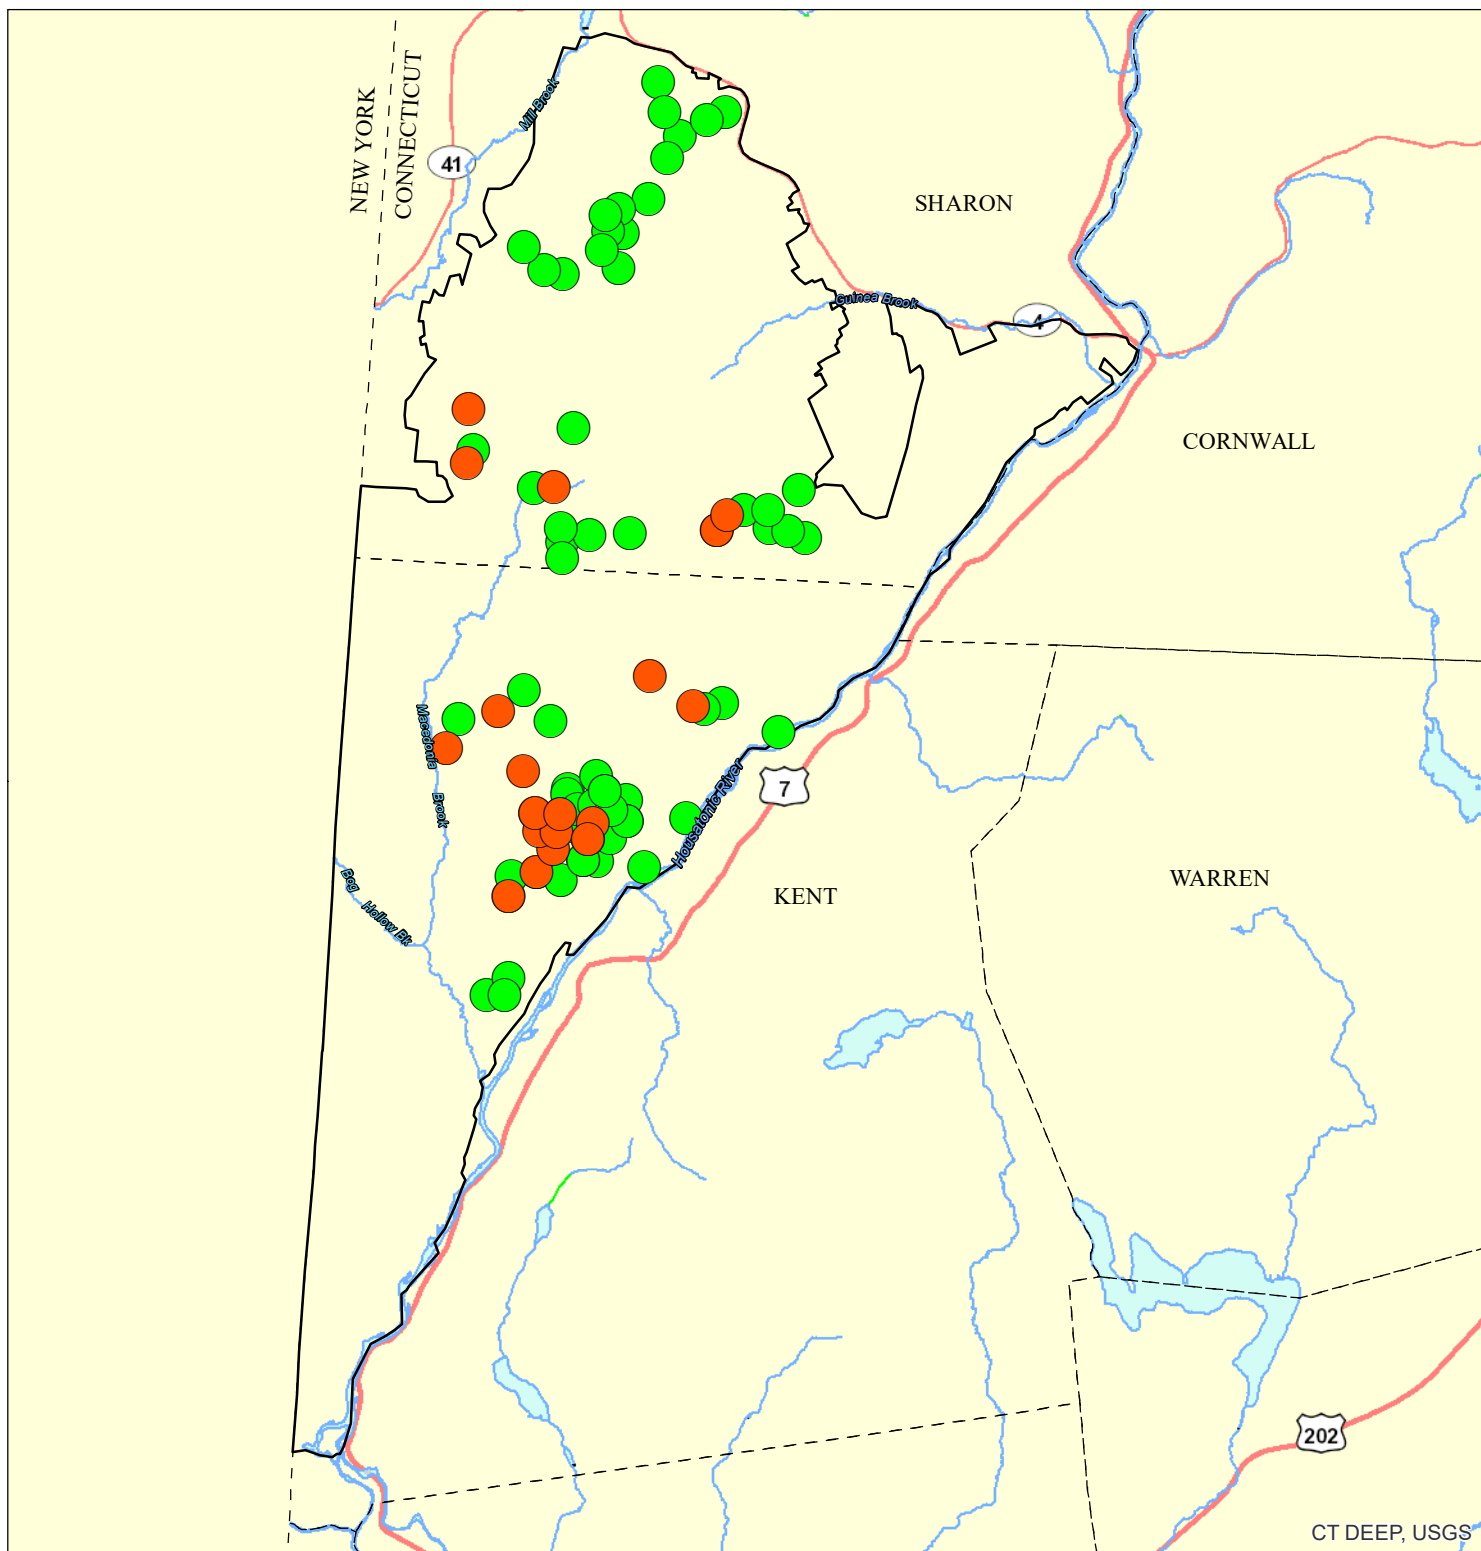 NEW YORK
CONNECTICUT
Mill Brook
41
SHARON
Guinea Brook
4
CORNWALL
Macedonia
Brook
Housatonic River
7
Bog
Hollow Bk
KENT
WARREN
202
CT DEEP, USGS